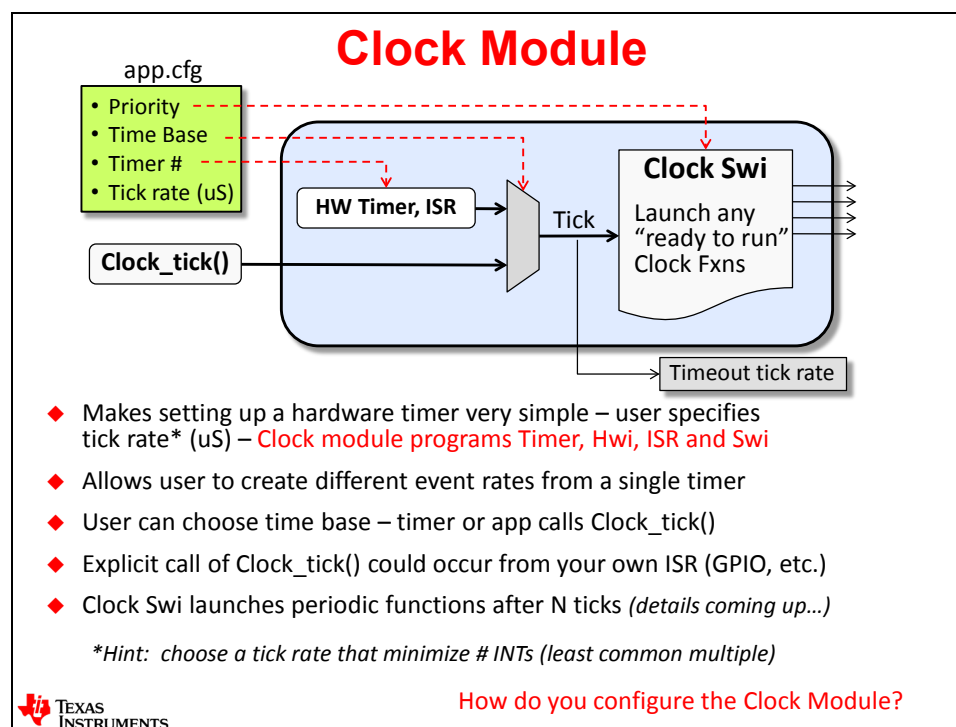 Clock Module
app.cfg
• Priority
• Time Base
• Timer #
• Tick rate (uS)
HW Timer, ISR
Clock_tick()
Tick
Clock Swi
Launch any
“ready to run”
Clock Fxns
Timeout tick rate
◆ Makes setting up a hardware timer very simple – user specifies
tick rate* (uS) – Clock module programs Timer, Hwi, ISR and Swi
◆ Allows user to create different event rates from a single timer
◆ User can choose time base – timer or app calls Clock_tick()
◆ Explicit call of Clock_tick() could occur from your own ISR (GPIO, etc.)
◆ Clock Swi launches periodic functions after N ticks (details coming up…)
*Hint: choose a tick rate that minimize # INTs (least common multiple)
TEXAS
INSTRUMENTS
How do you configure the Clock Module?